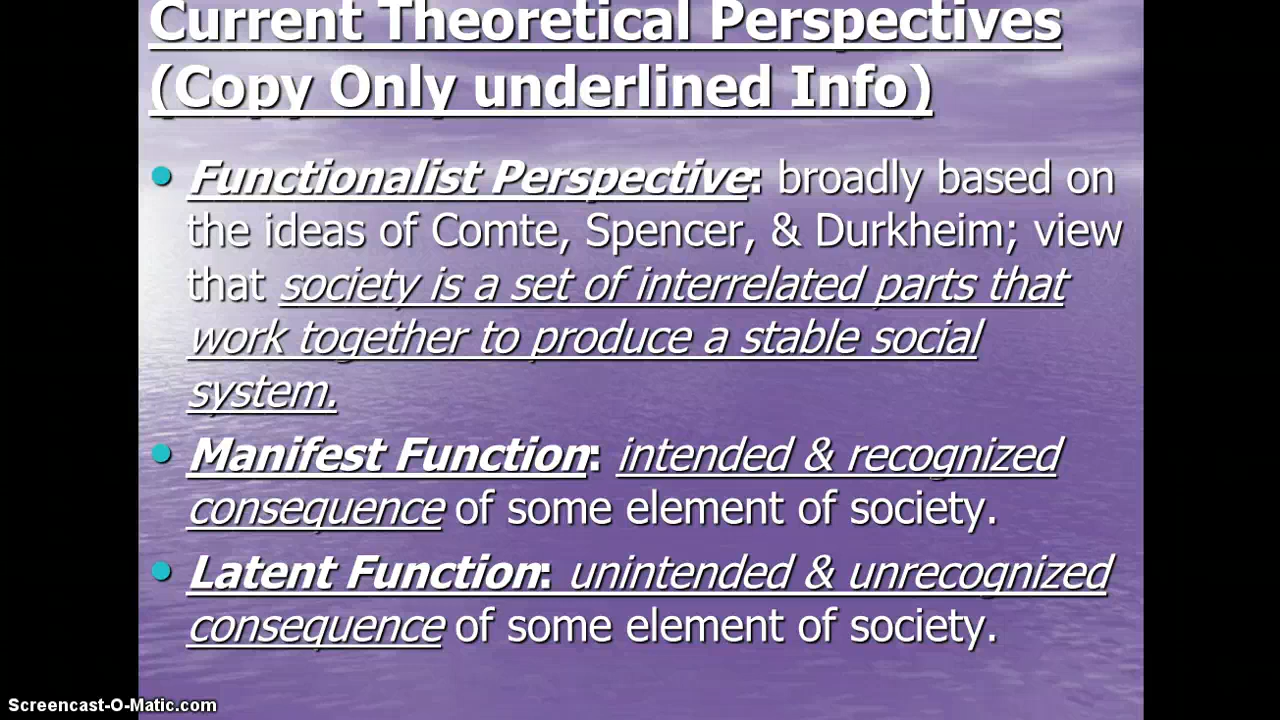 Current Theoretical Perspectives
(Copy Only underlined Info)
• Functionalist Perspective: broadly based on
the ideas of Comte, Spencer, & Durkheim; view
that society is a set of interrelated parts that
work together to produce a stable social
system.
• Manifest Function: intended & recognized
consequence of some element of society.
• Latent Function: unintended & unrecognized
consequence of some element of society.
Screencast-O-Matic.com